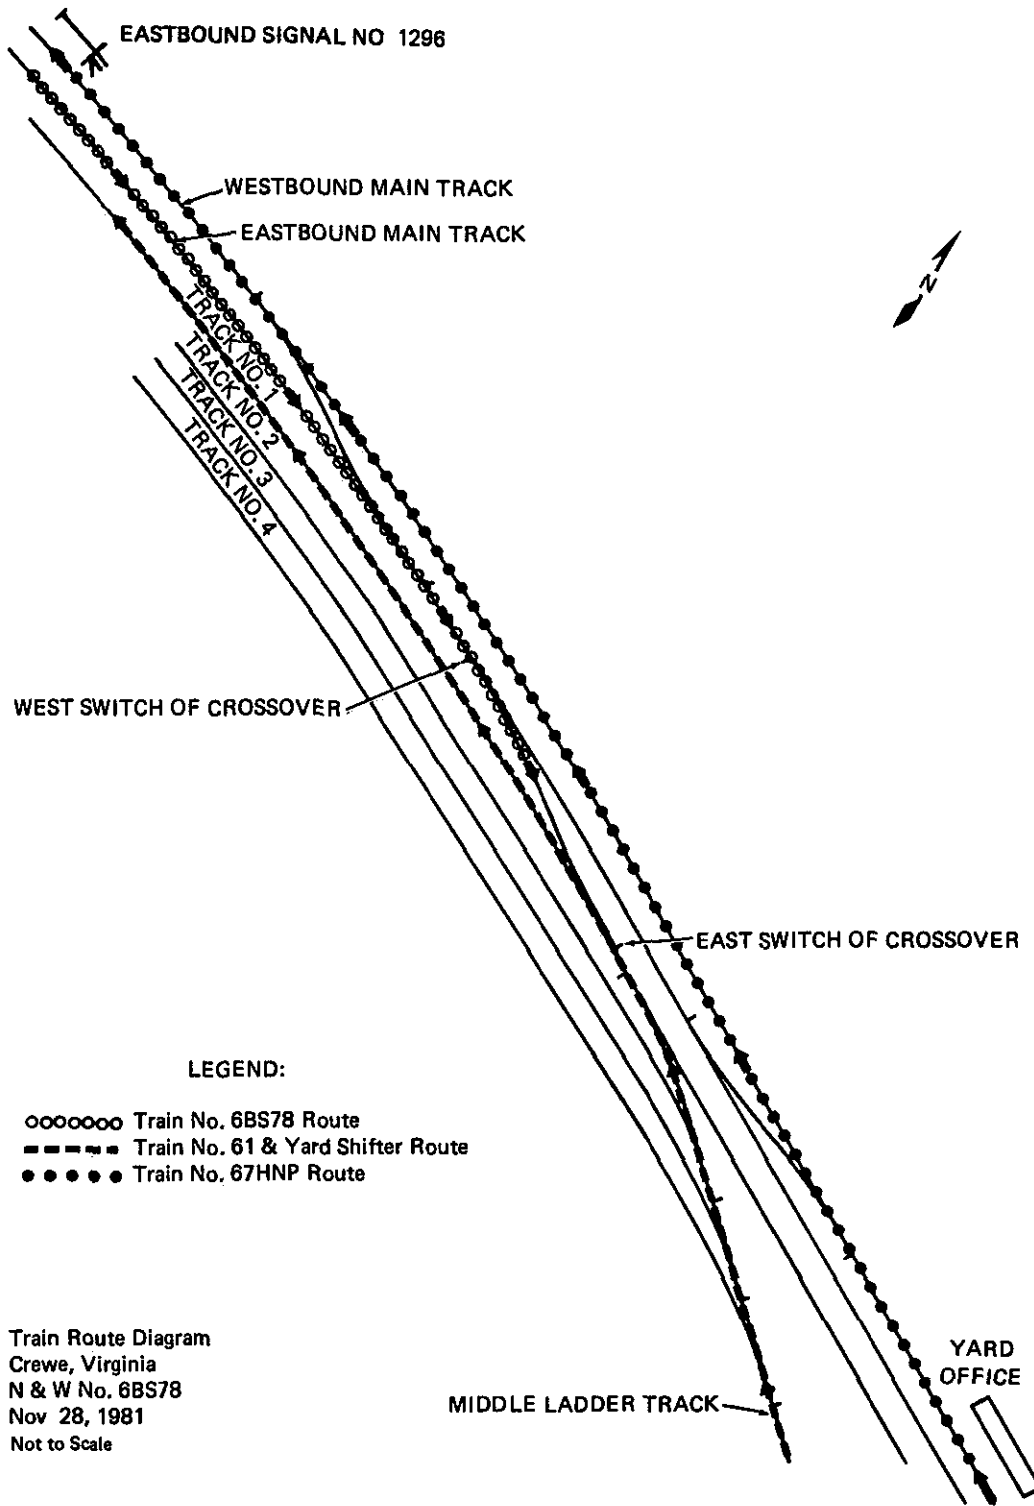 EASTBOUND SIGNAL NO 1296
WESTBOUND MAIN TRACK
EASTBOUND MAIN TRACK
N
TRACK NO. 1
TRACK NO. 2
TRACK NO. 3
TRACK NO. 4
WEST SWITCH OF CROSSOVER
EAST SWITCH OF CROSSOVER
LEGEND:
Train No. 6BS78 Route
Train No. 61 & Yard Shifter Route
Train No. 67HNP Route
Train Route Diagram
Crewe, Virginia
N & W No. 6BS78
Nov 28, 1981
Not to Scale
MIDDLE LADDER TRACK
YARD
OFFICE